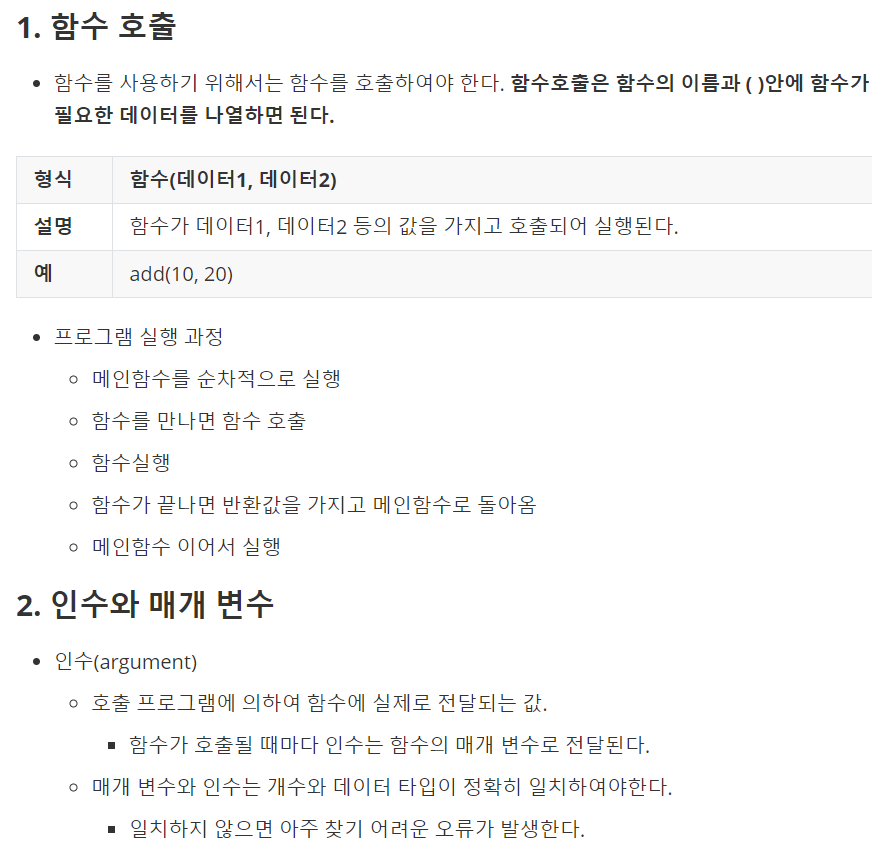 1. 함수 호출
• 함수를 사용하기 위해서는 함수를 호출하여야 한다. 함수호출은 함수의 이름과 ( )안에 함수가
필요한 데이터를 나열하면 된다.
형식 함수(데이터1, 데이터2)
설명 함수가 데이터1, 데이터2 등의 값을 가지고 호출되어 실행된다.
예 add(10, 20)
• 프로그램 실행 과정
◦ 메인함수를 순차적으로 실행
◦ 함수를 만나면 함수 호출
◦ 함수실행
◦ 함수가 끝나면 반환값을 가지고 메인함수로 돌아옴
◦ 메인함수 이어서 실행
2. 인수와 매개 변수
• 인수(argument)
◦ 호출 프로그램에 의하여 함수에 실제로 전달되는 값.
▪ 함수가 호출될 때마다 인수는 함수의 매개 변수로 전달된다.
◦ 매개 변수와 인수는 개수와 데이터 타입이 정확히 일치하여야한다.
▪ 일치하지 않으면 아주 찾기 어려운 오류가 발생한다.